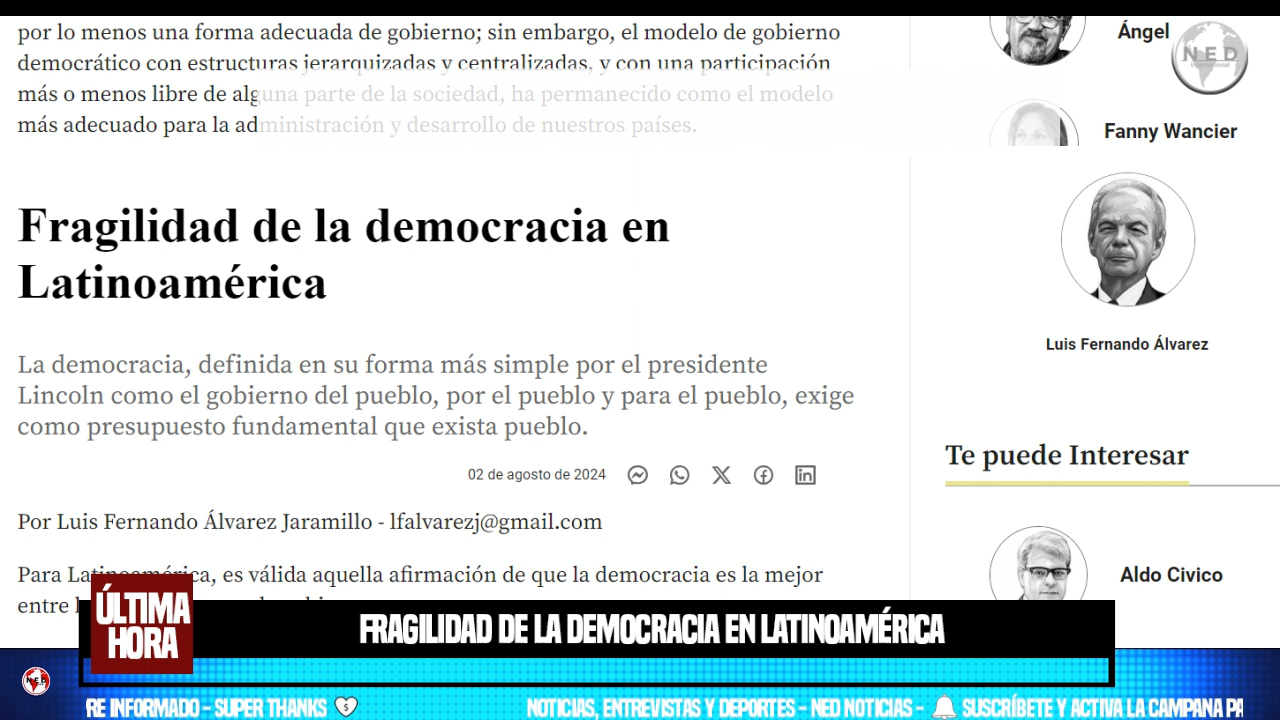 por lo menos una forma adecuada de gobierno; sin embargo, el modelo de gobierno
democrático con estructuras jerarquizadas y centralizadas, y con una participación
más o menos libre de alguna parte de la sociedad, ha permanecido como el modelo
más adecuado para la administración y desarrollo de nuestros países.
Ángel
NED
international
Fanny Wancier
Fragilidad de la democracia en
Latinoamérica
Luis Fernando Álvarez
La democracia, definida en su forma más simple por el presidente
Lincoln como el gobierno del pueblo, por el pueblo y para el pueblo, exige
como presupuesto fundamental que exista pueblo.
02 de agosto de 2024
Te puede Interesar
Por Luis Fernando Álvarez Jaramillo - lfalvarezj@gmail.com
Para Latinoamérica, es válida aquella afirmación de que la democracia es la mejor
entre
Aldo Civico
ÚLTIMA
HORA
FRAGILIDAD DE LA DEMOCRACIA EN LATINOAMÉRICA
NED
RE INFORMADO - SUPER THANKS $ NOTICIAS, ENTREVISTAS Y DEPORTES - NED NOTICIAS - SUSCRÍBETE Y ACTIVA LA CAMPANA PA